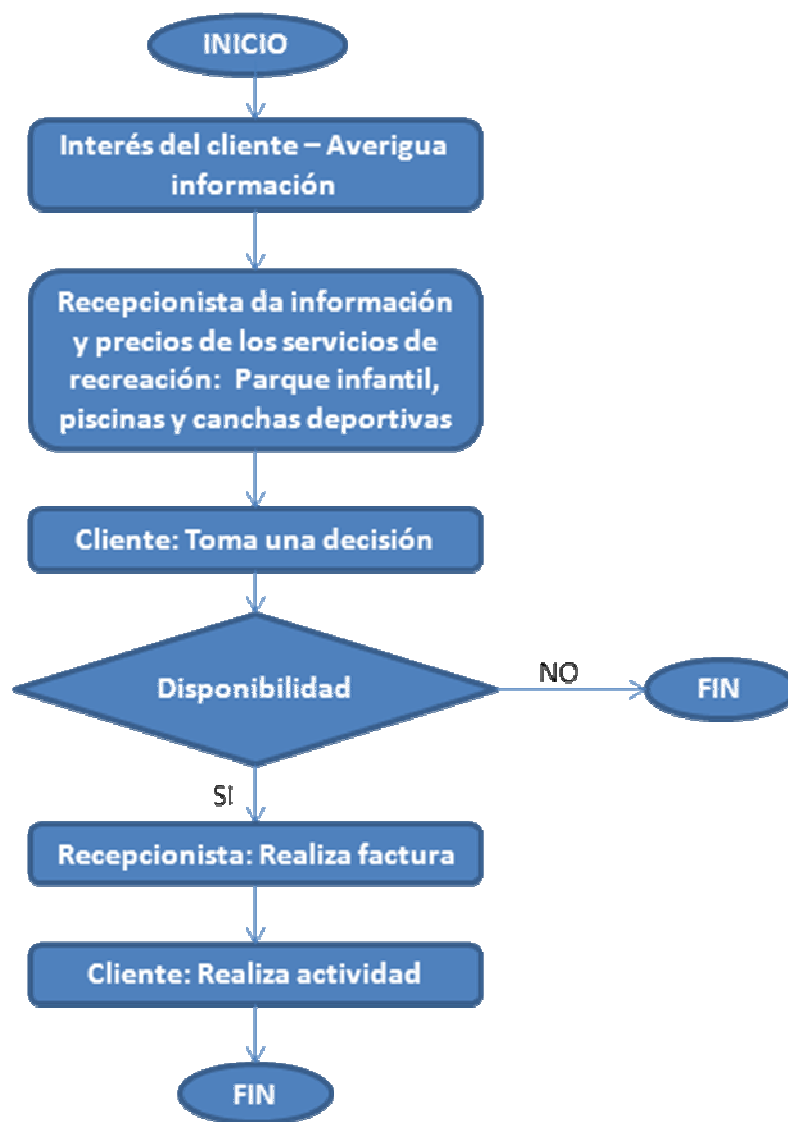 INICIO
Interés del cliente – Averigua
información
Recepcionista da información
y precios de los servicios de
recreación:  Parque infantil,
piscinas y canchas deportivas
Cliente: Toma una decisión
Disponibilidad
NO
FIN
SI
Recepcionista: Realiza factura
Cliente: Realiza actividad
FIN